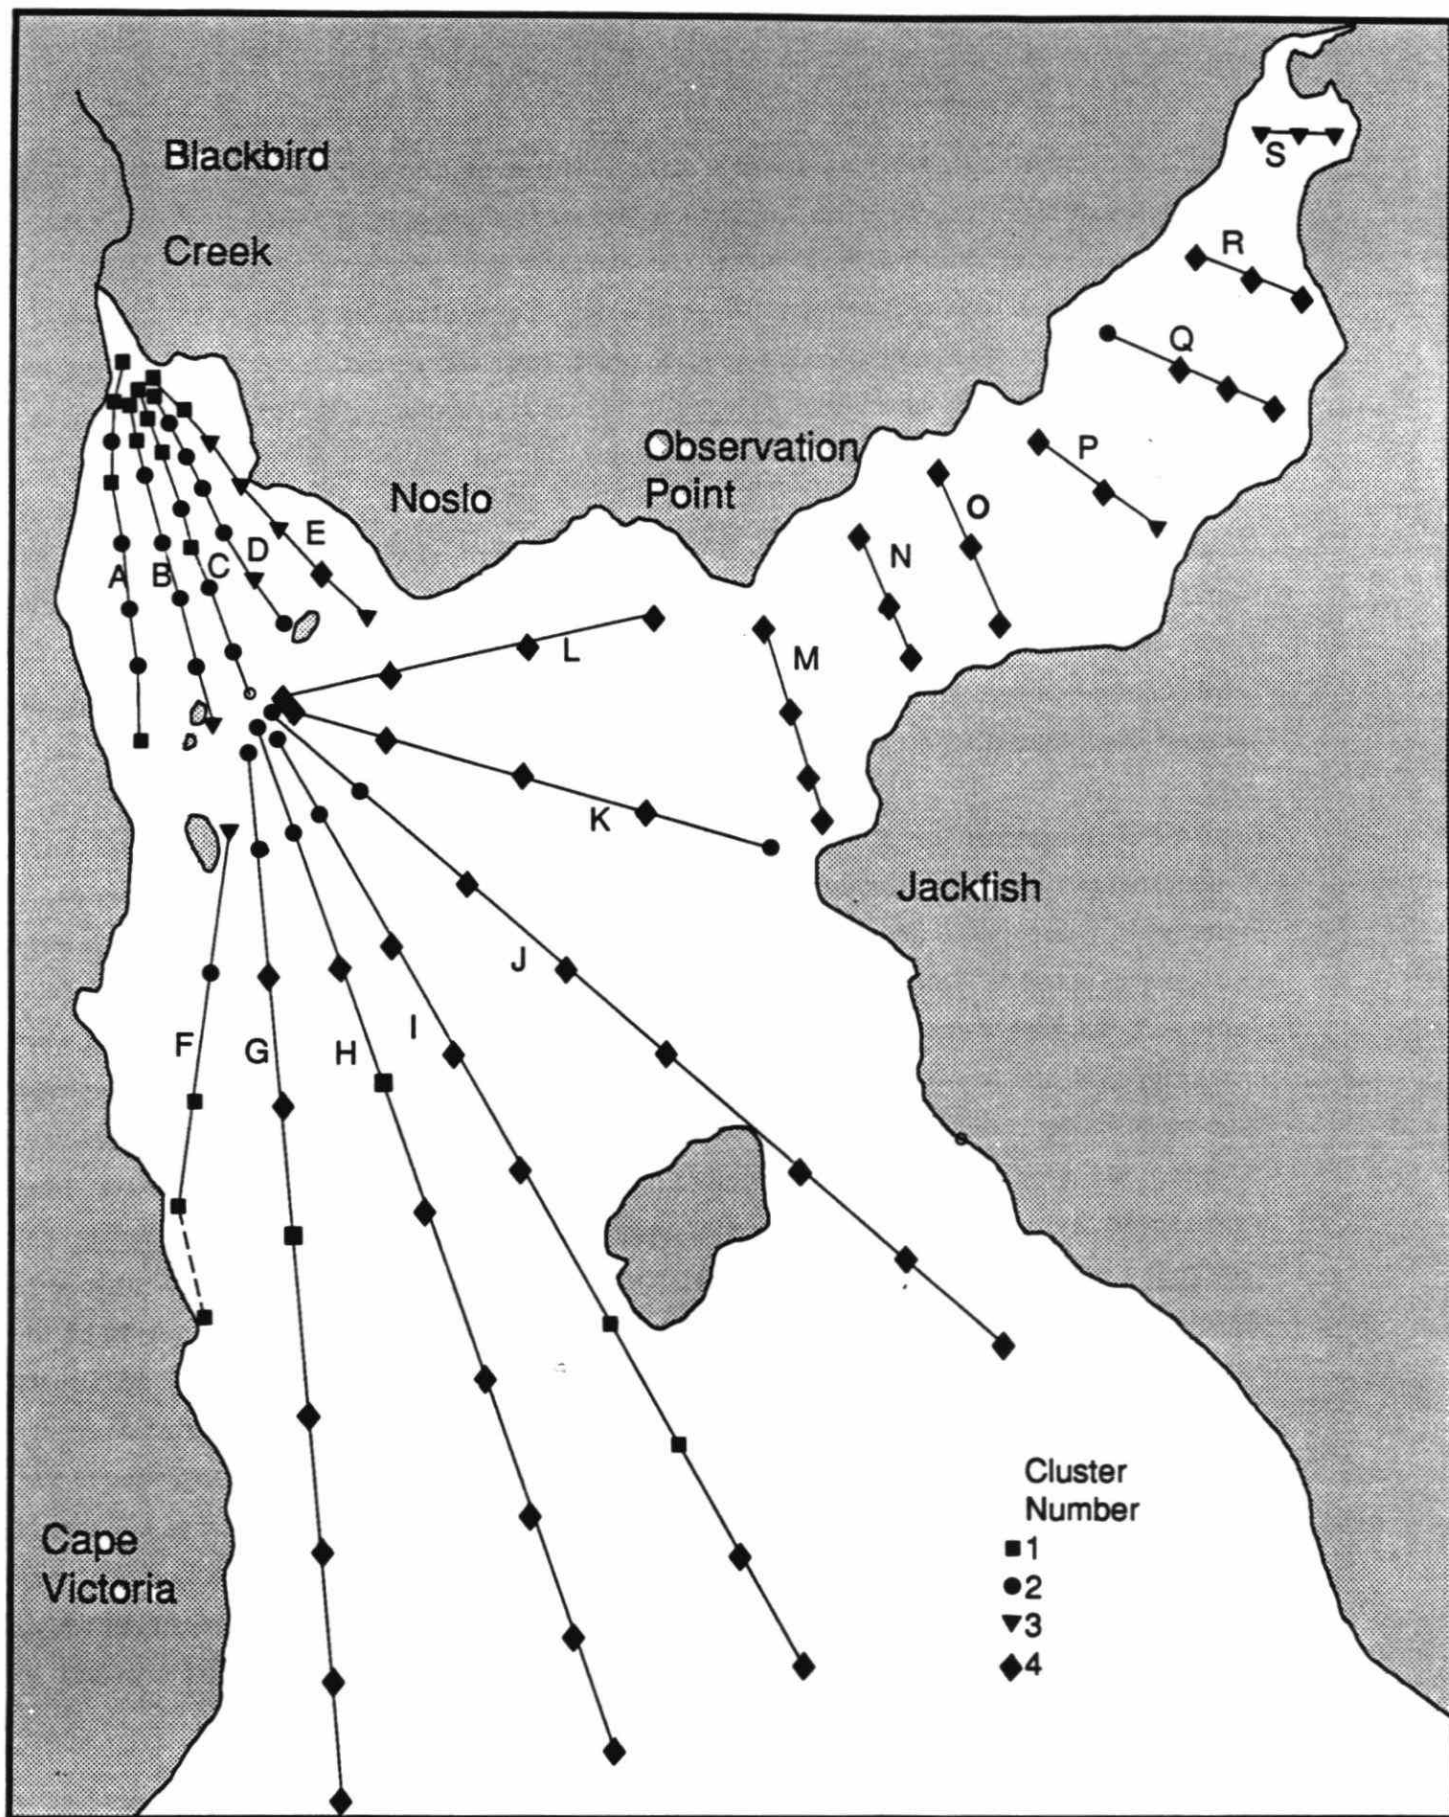 Blackbird
Creek
S
R
Q
Observation
Point
P
Noslo
O
E
D
N
C
B
A
L
M
K
Jackfish
J
I
F
G
H
Cluster
Number
1
2
3
4
Cape
Victoria